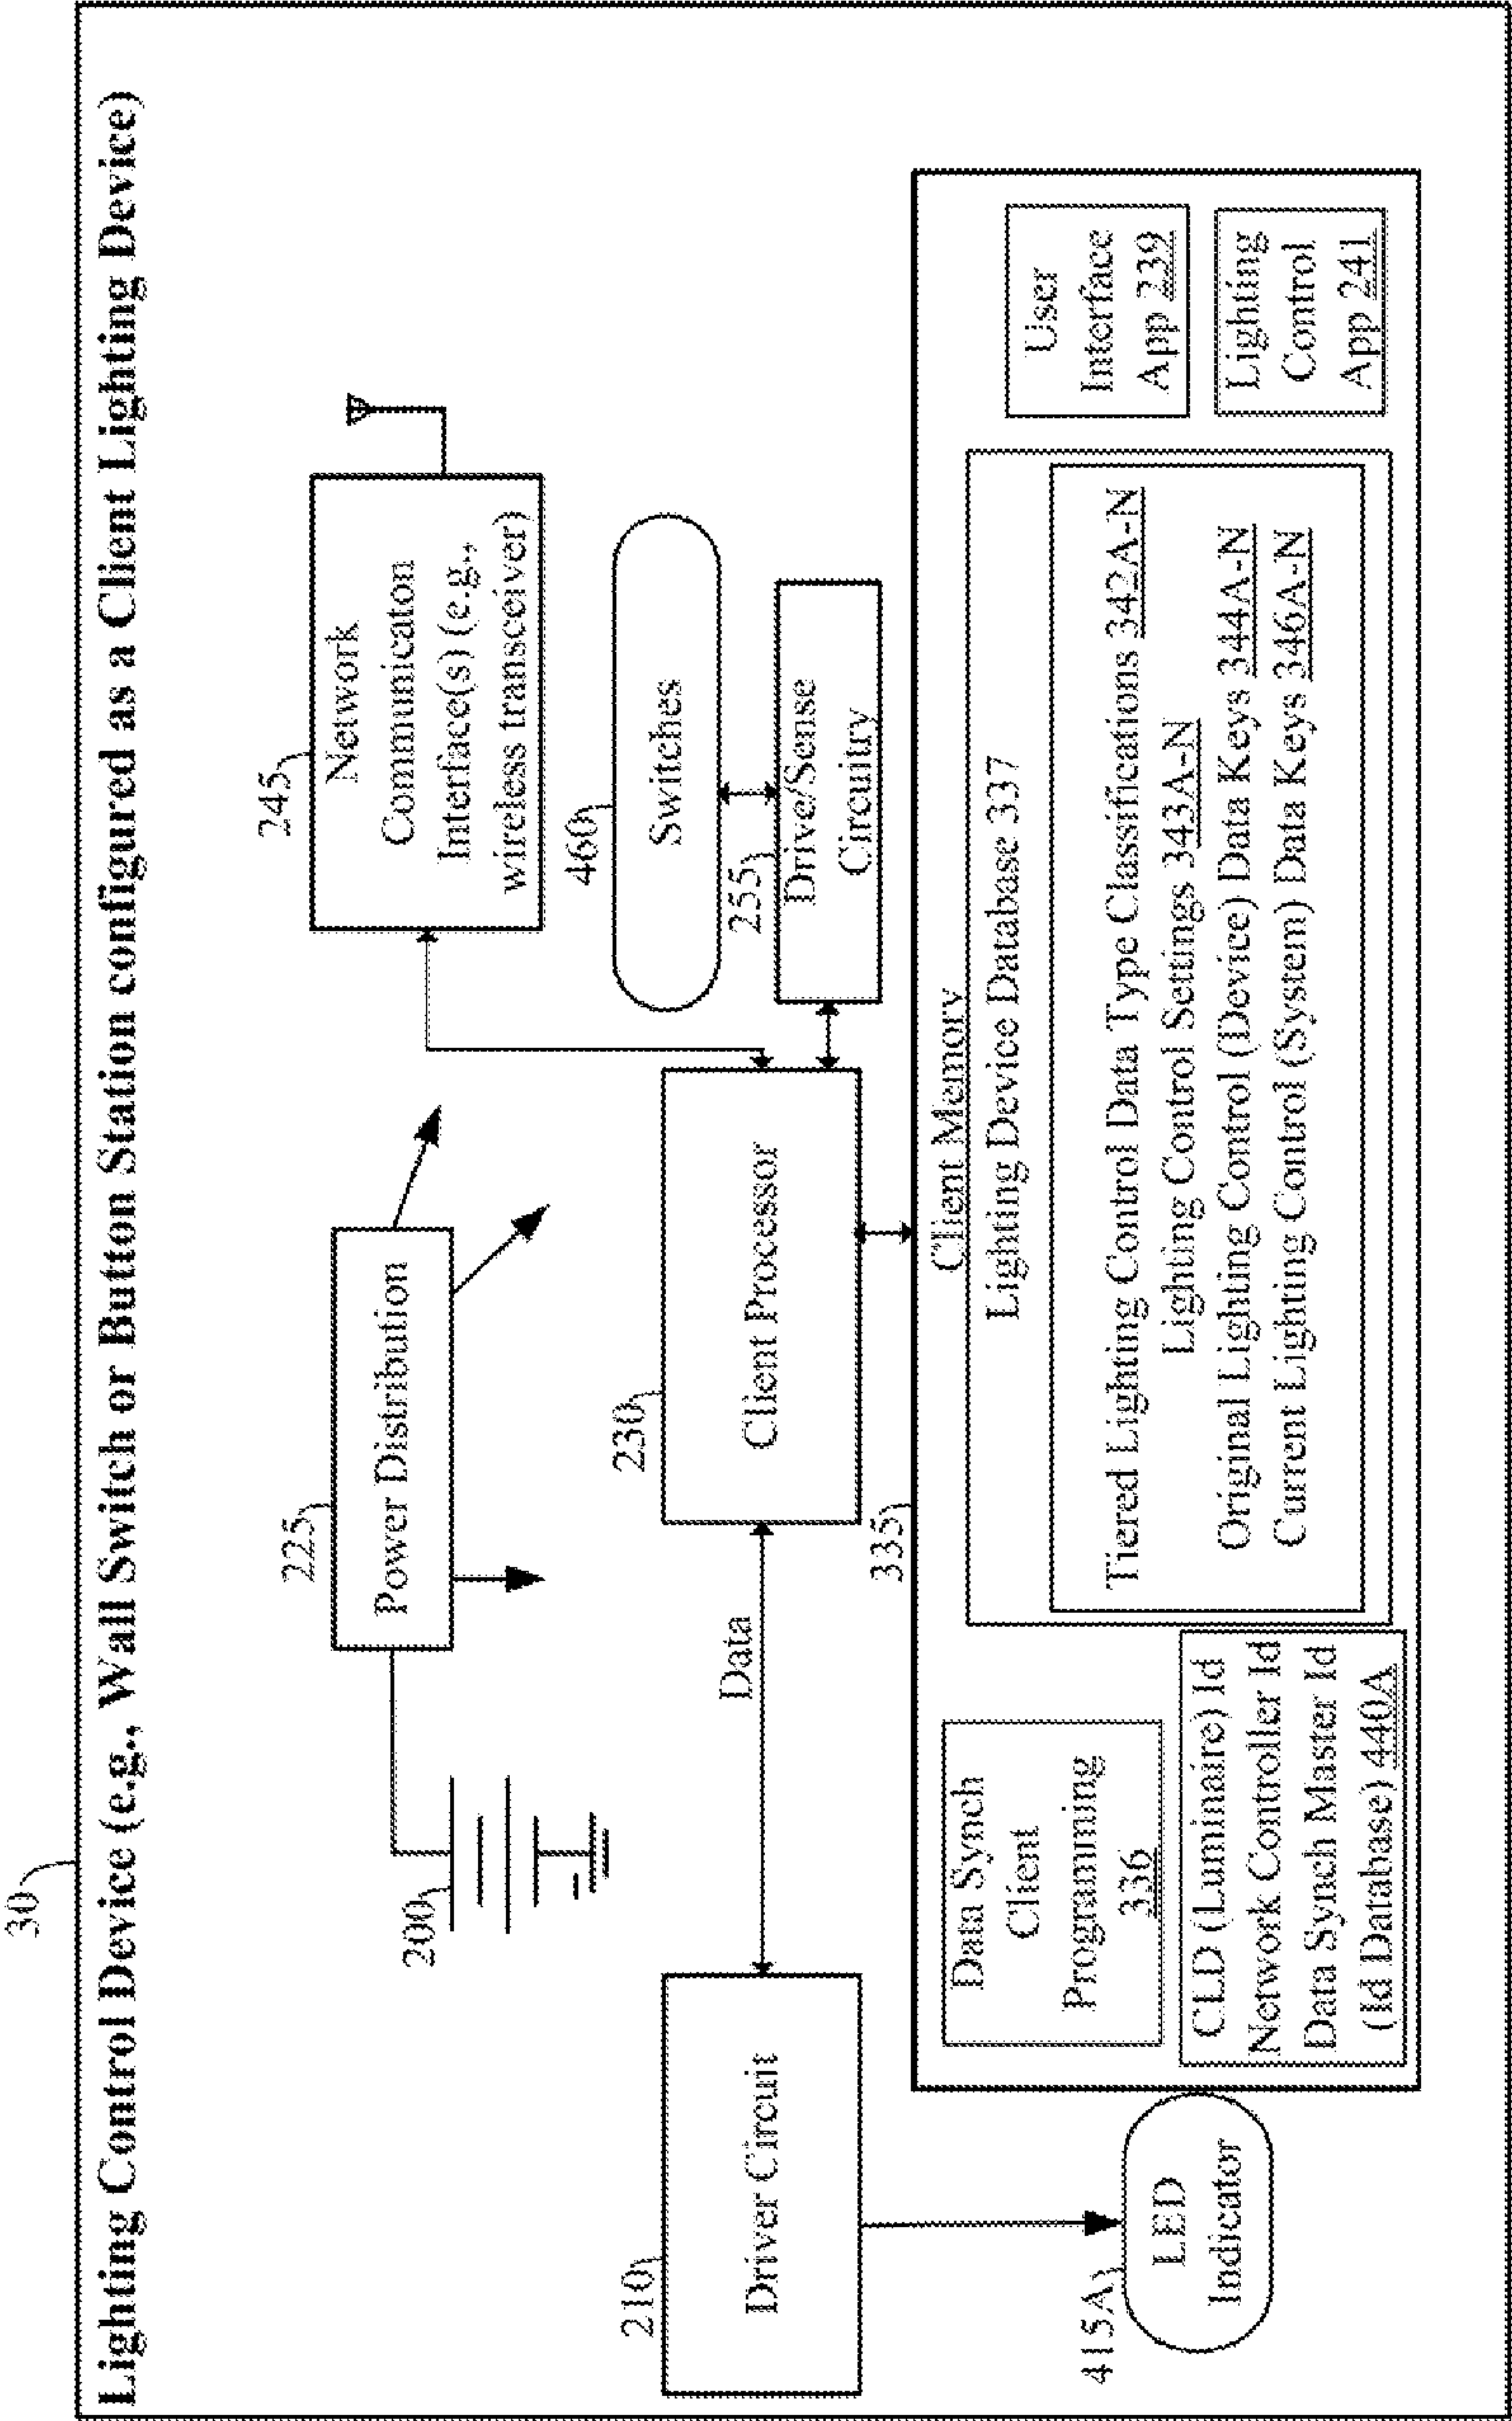 30
Lighting Control Device (e.g., Wall Switch or Button Station configured as a Client Lighting Device)
225
Power Distribution
200
245
Network
Communicaton
Interface(s) (e.g.,
wireless transceiver)
460
Switches
255
Drive/Sense
Circuitry
210
Driver Circuit
Data
230
Client Processor
415A
LED
Indicator
335
Client Memory
Data Synch
Client
Programming
336
CLD (Luminaire) Id
Network Controller Id
Data Synch Master Id
(Id Database) 440A
Lighting Device Database 337
Tiered Lighting Control Data Type Classifications 342A-N
Lighting Control Settings 343A-N
Original Lighting Control (Device) Data Keys 344A-N
Current Lighting Control (System) Data Keys 346A-N
User
Interface
App 239
Lighting
Control
App 241